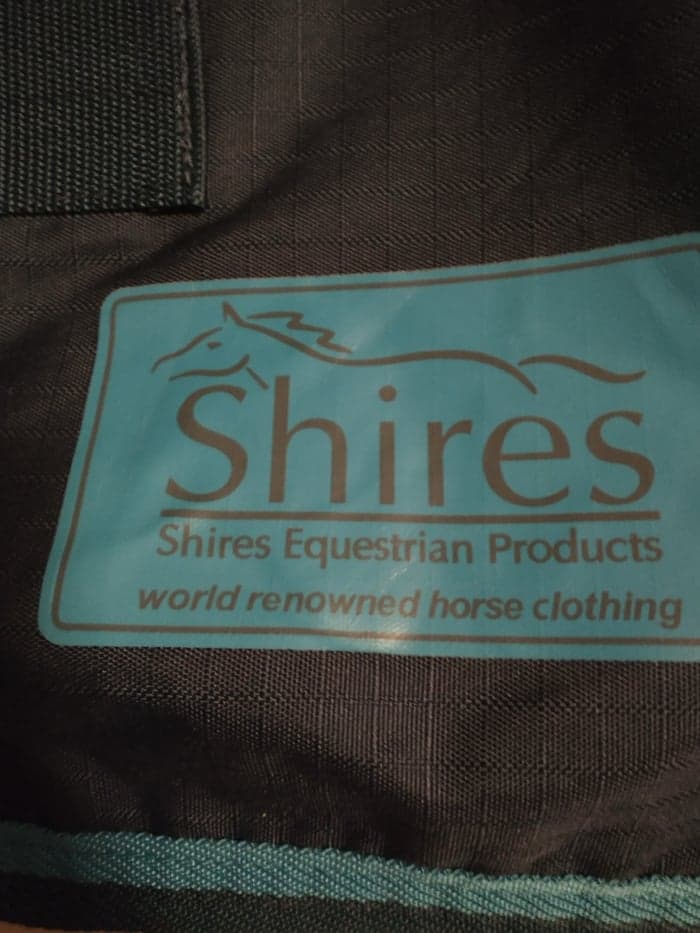 Shires
Shires Equestrian Products
world renowned horse clothing